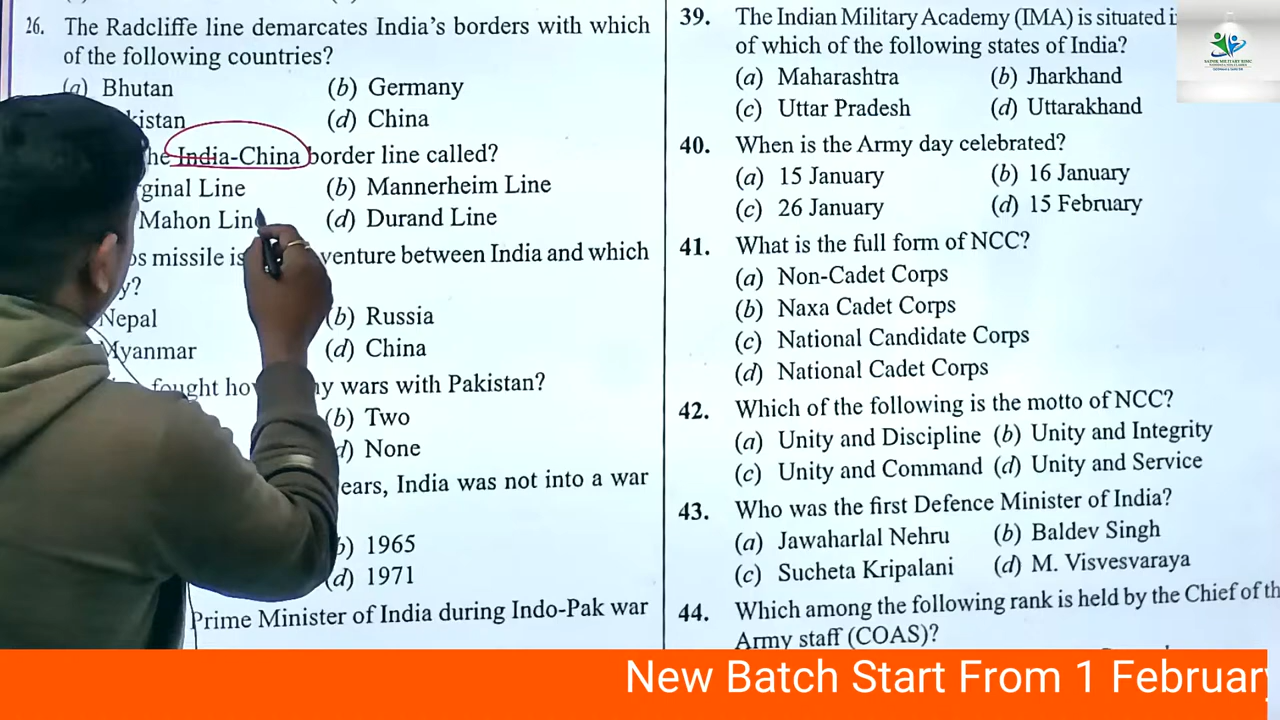 26. The Radcliffe line demarcates India's borders with which
of the following countries?
(a) Bhutan (b) Germany
kistan (d) China
he India-China border line called?
ginal Line (b) Mannerheim Line
Mahon Line (d) Durand Line
os missile is venture between India and which
y?
Nepal (b) Russia
Myanmar (d) China
fought how y wars with Pakistan?
(b) Two
(d) None
ears, India was not into a war
(b) 1965
(d) 1971
Prime Minister of India during Indo-Pak war
39. The Indian Military Academy (IMA) is situated i
of which of the following states of India?
(a) Maharashtra (b) Jharkhand
(c) Uttar Pradesh (d) Uttarakhand
40. When is the Army day celebrated?
(a) 15 January (b) 16 January
(c) 26 January (d) 15 February
41. What is the full form of NCC?
(a) Non-Cadet Corps
(b) Naxa Cadet Corps
(c) National Candidate Corps
(d) National Cadet Corps
42. Which of the following is the motto of NCC?
(a) Unity and Discipline (b) Unity and Integrity
(c) Unity and Command (d) Unity and Service
43. Who was the first Defence Minister of India?
(a) Jawaharlal Nehru (b) Baldev Singh
(c) Sucheta Kripalani (d) M. Visvesvaraya
44. Which among the following rank is held by the Chief of th
Army staff (COAS)?
New Batch Start From 1 February